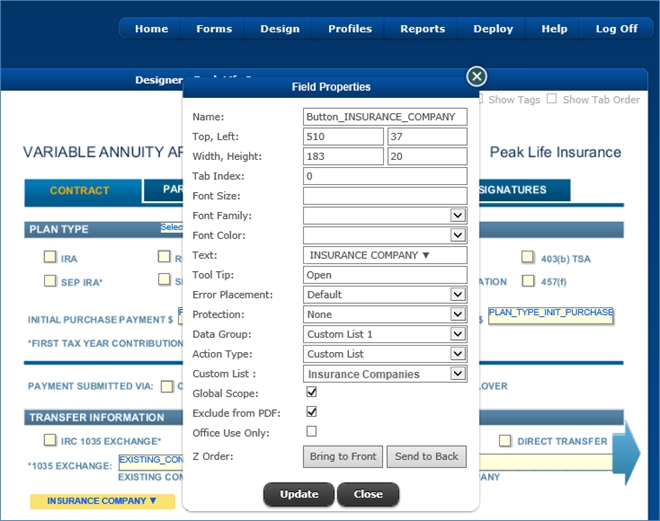 Home Forms Design Profiles Reports Deploy Help Log Off
Designer
Field Properties
Show Tags Show Tab Order
Name: Button_INSURANCE_COMPANY
Top, Left: 510 37
VARIABLE ANNUITY Peak Life Insurance
Width, Height: 183 20
Tab Index: 0
CONTRACT PAR SIGNATURES
Font Size:
Font Family:
PLAN TYPE Selec
Font Color:
IRA 403(b) TSA
Text: INSURANCE COMPANY ▼
Tool Tip: Open
SEP IRA* ATION 457(f)
Error Placement: Default
Protection: None
INITIAL PURCHASE PAYMENT $ $ PLAN_TYPE_INIT_PURCHASE
Data Group: Custom List 1
*FIRST TAX YEAR CONTRIBUTION
Action Type: Custom List
Custom List : Insurance Companies
PAYMENT SUBMITTED VIA: LOVER
Global Scope:
Exclude from PDF:
TRANSFER INFORMATION
Office Use Only:
IRC 1035 EXCHANGE* DIRECT TRANSFER
Z Order: Bring to Front Send to Back
*1035 EXCHANGE: EXISTING_CON
EXISTING CON PANY
Update Close
INSURANCE COMPANY ▼